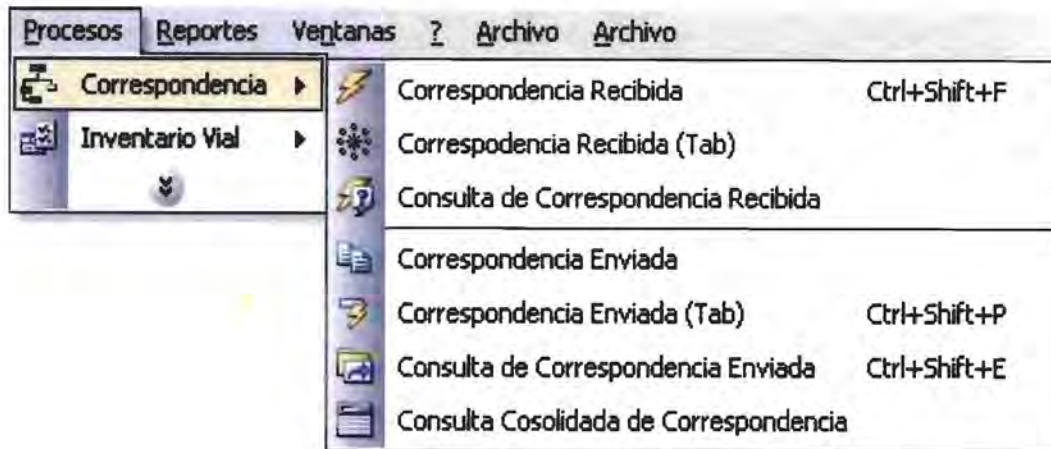 Procesos Reportes Ventanas ? Archivo Archivo
Correspondencia
Inventario Vial
Correspondencia Recibida Ctrl+Shift+F
Correspodencia Recibida (Tab)
Consulta de Correspondencia Recibida
Correspondencia Enviada
Correspondencia Enviada (Tab) Ctrl+Shift+P
Consulta de Correspondencia Enviada Ctrl+Shift+E
Consulta Cosolidada de Correspondencia